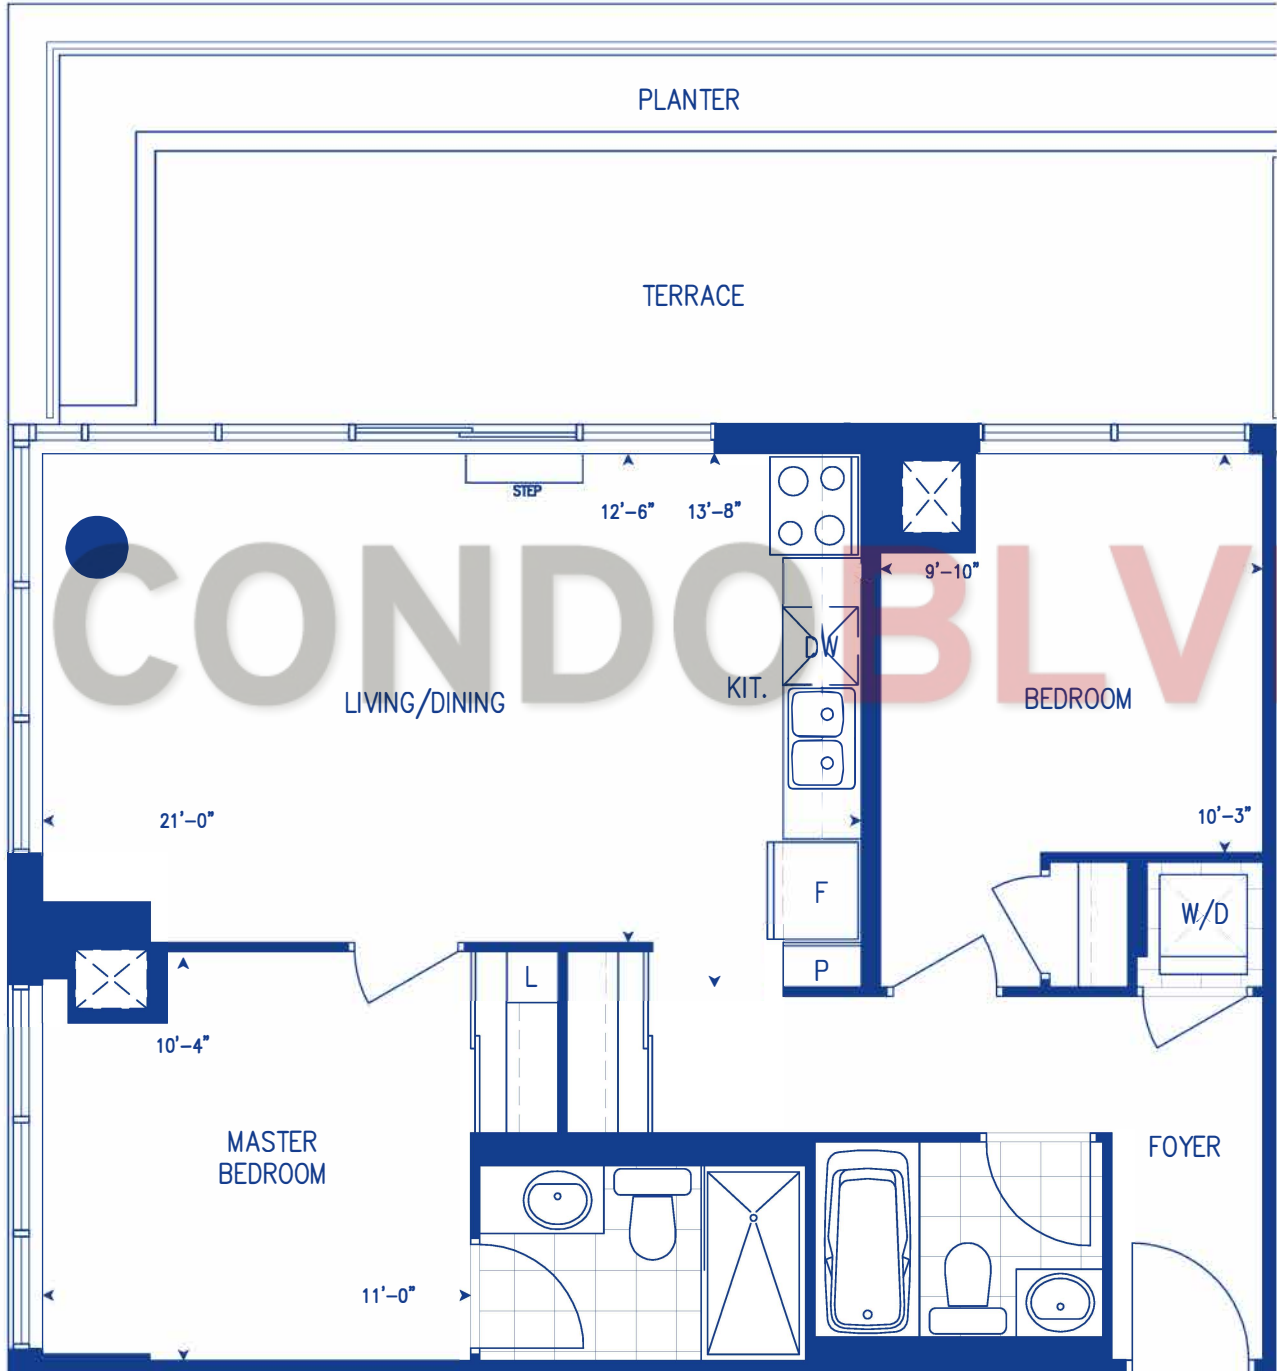 PLANTER
TERRACE
STEP
12'-6" 13'-8"
9'-10"
CONDOBLV
DW
KIT.
LIVING/DINING
BEDROOM
21'-0"
10'-3"
F
W/D
P
L
10'-4"
MASTER
BEDROOM
FOYER
11'-0"